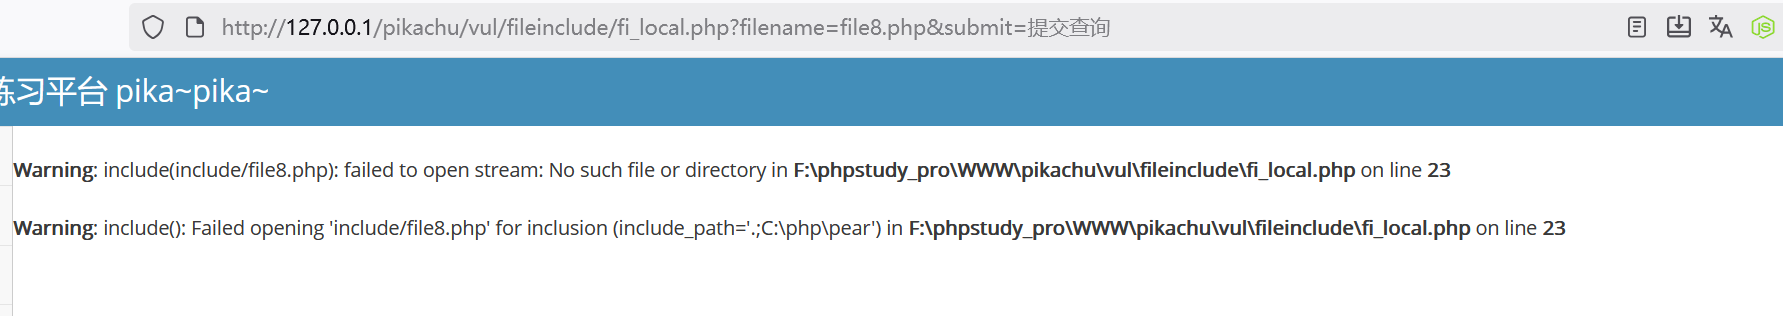 http://127.0.0.1/pikachu/vul/fileinclude/fi_local.php?filename=file8.php&submit=提交查询
练习平台 pika~pika~
Warning: include(include/file8.php): failed to open stream: No such file or directory in F:\phpstudy_pro\WWW\pikachu\vul\fileinclude\fi_local.php on line 23
Warning: include(): Failed opening 'include/file8.php' for inclusion (include_path='.;C:\php\pear') in F:\phpstudy_pro\WWW\pikachu\vul\fileinclude\fi_local.php on line 23